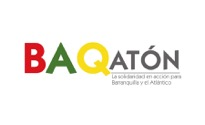 BAQATÓN
La solidaridad en acción para
Barranquilla y el Atlántico